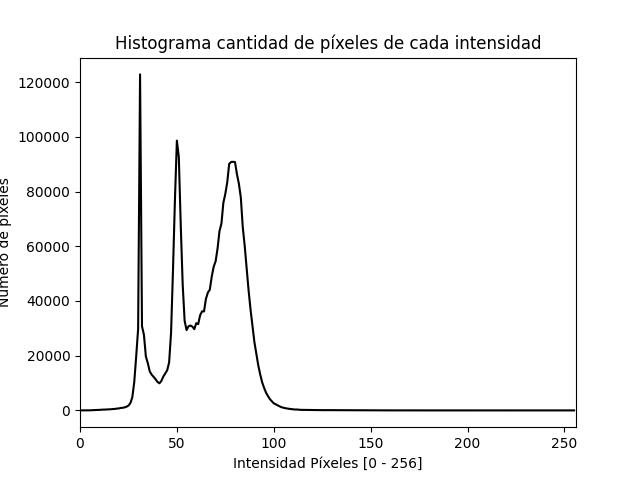 Histograma cantidad de píxeles de cada intensidad
120000
100000
80000
60000
40000
20000
0
Número de píxeles
0 50 100 150 200 250
Intensidad Píxeles [0 - 256]